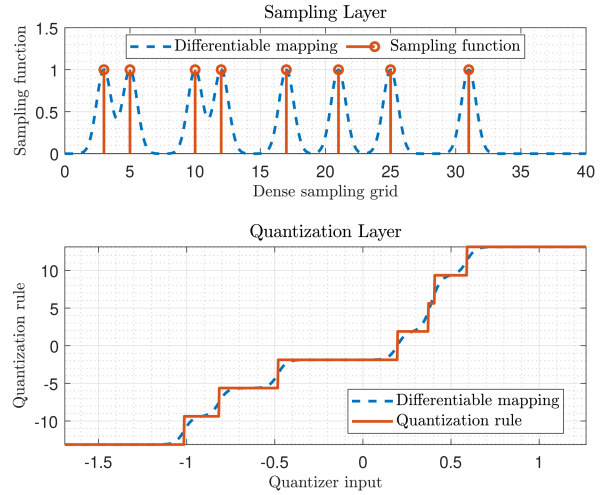 Sampling Layer
Sampling function
1.5
1
0.5
0
Differentiable mapping
Sampling function
0 5 10 15 20 25 30 35 40
Dense sampling grid
Quantization Layer
Quantization rule
10
5
0
-5
-10
Differentiable mapping
Quantization rule
-1.5 -1 -0.5 0 0.5 1
Quantizer input